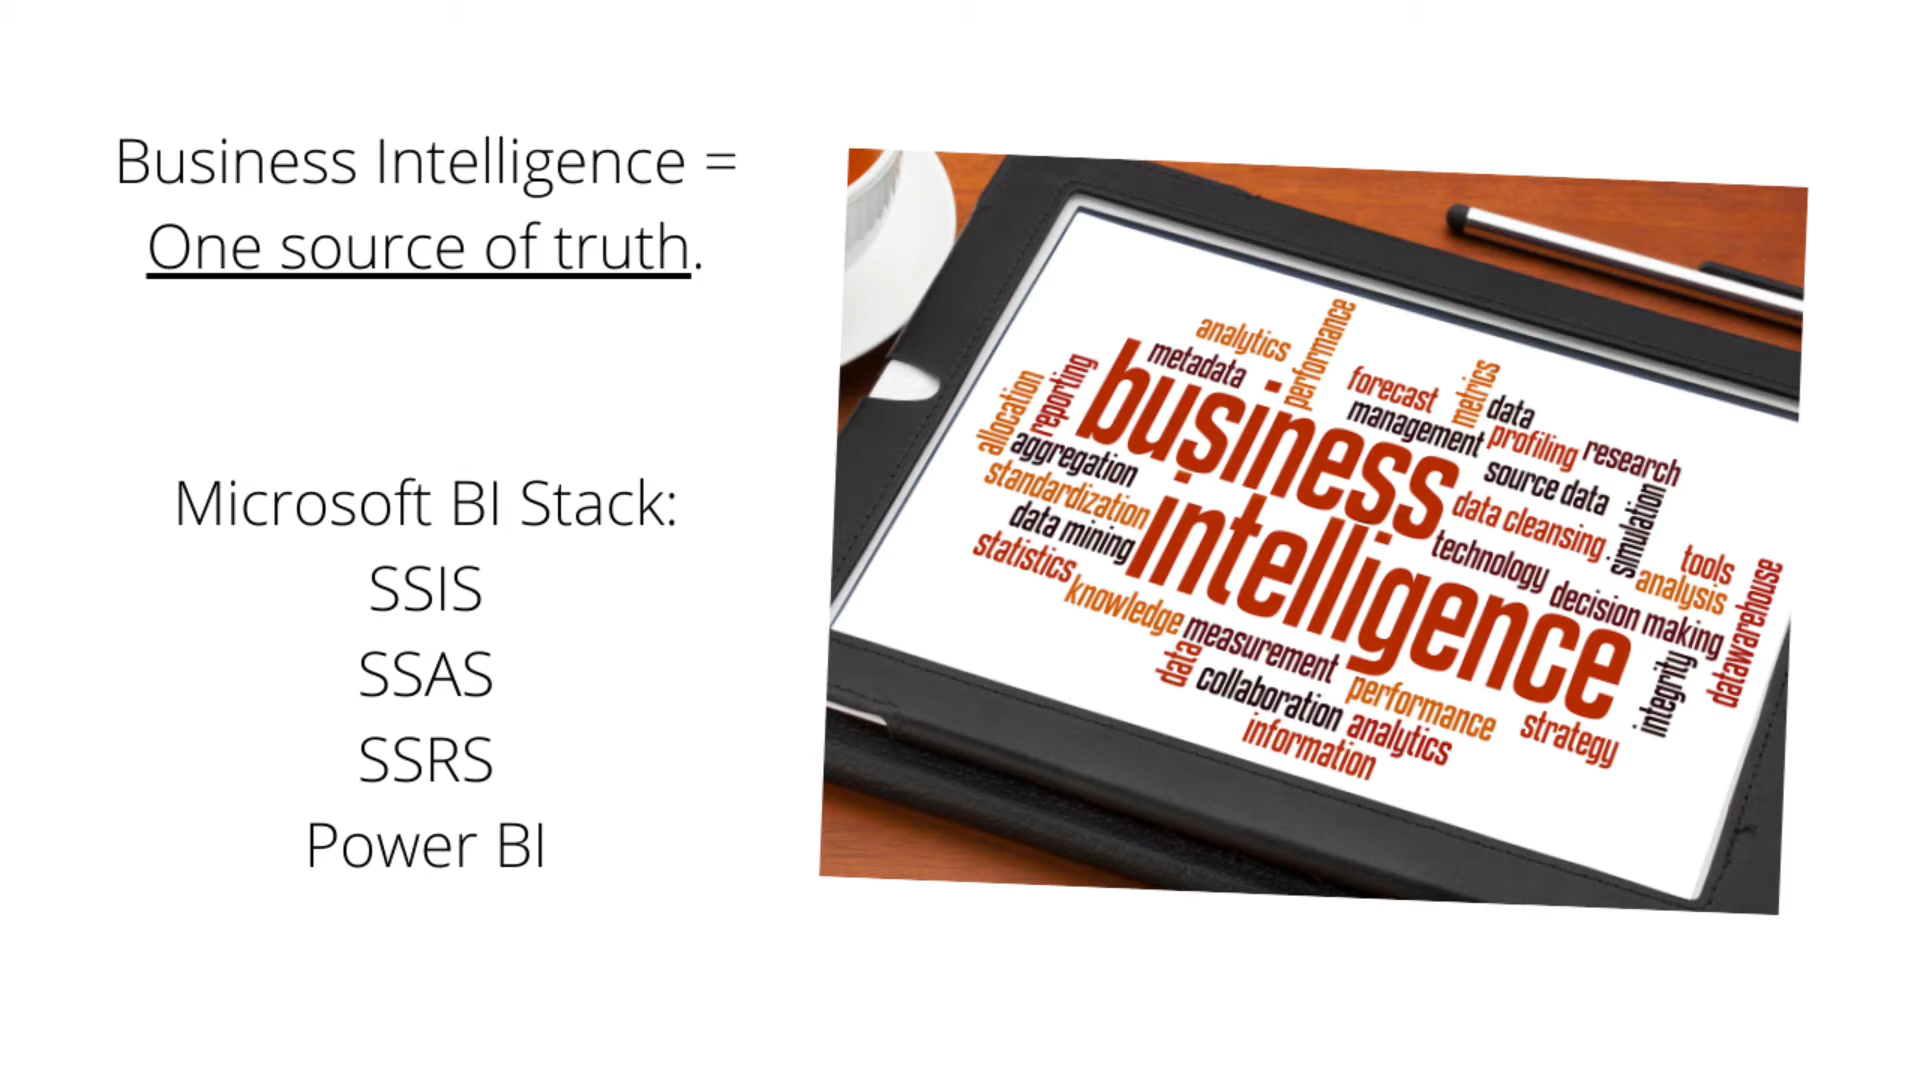 Business Intelligence =
One source of truth.
Microsoft BI Stack:
SSIS
SSAS
SSRS
Power BI
analytics
performance
metadata
forecast
metrics
data
reporting
allocation
business
management
profiling
research
aggregation
source data
standardization
data cleansing
simulation
data mining
intelligence
technology
tools
statistics
analysis
decision making
datawarehouse
knowledge
measurement
data
integrity
collaboration
performance
strategy
analytics
information